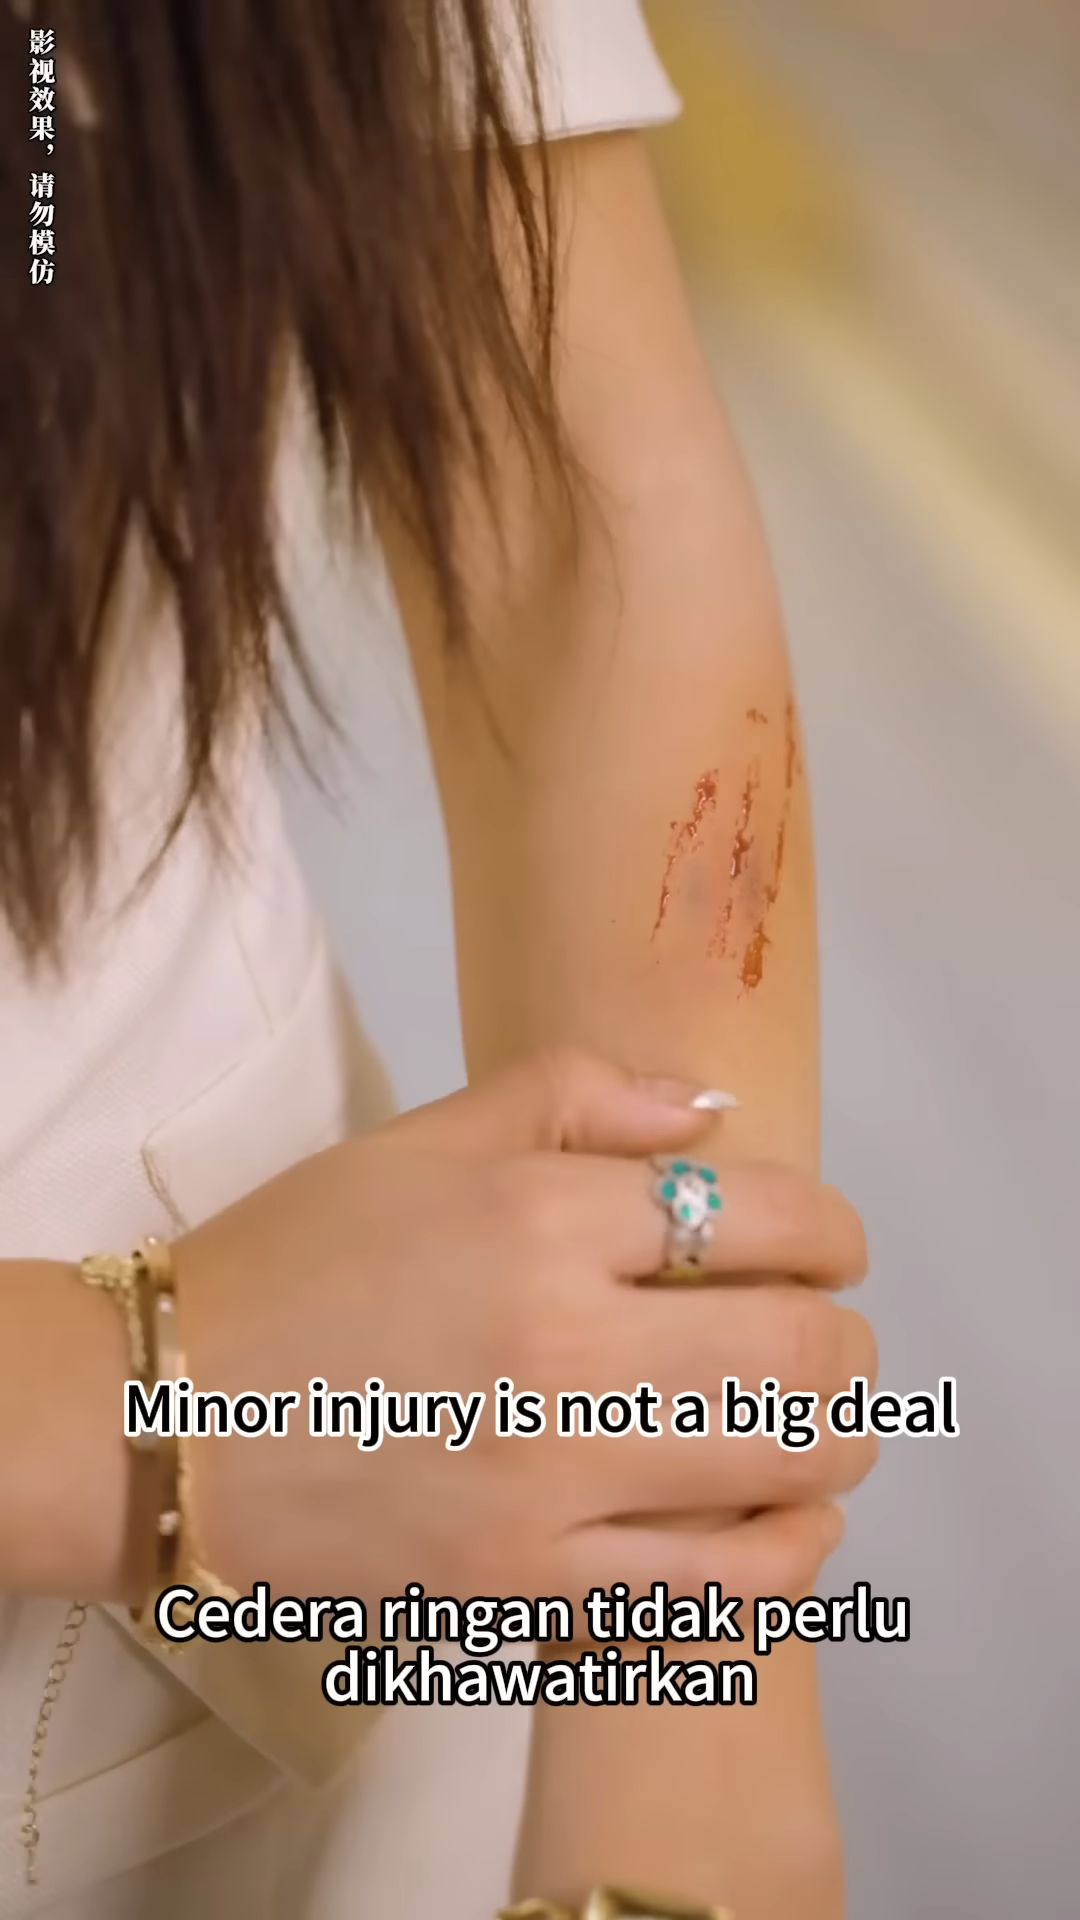 影视效果，请勿模仿
Minor injury is not a big deal
Cedera ringan tidak perlu
dikhawatirkan